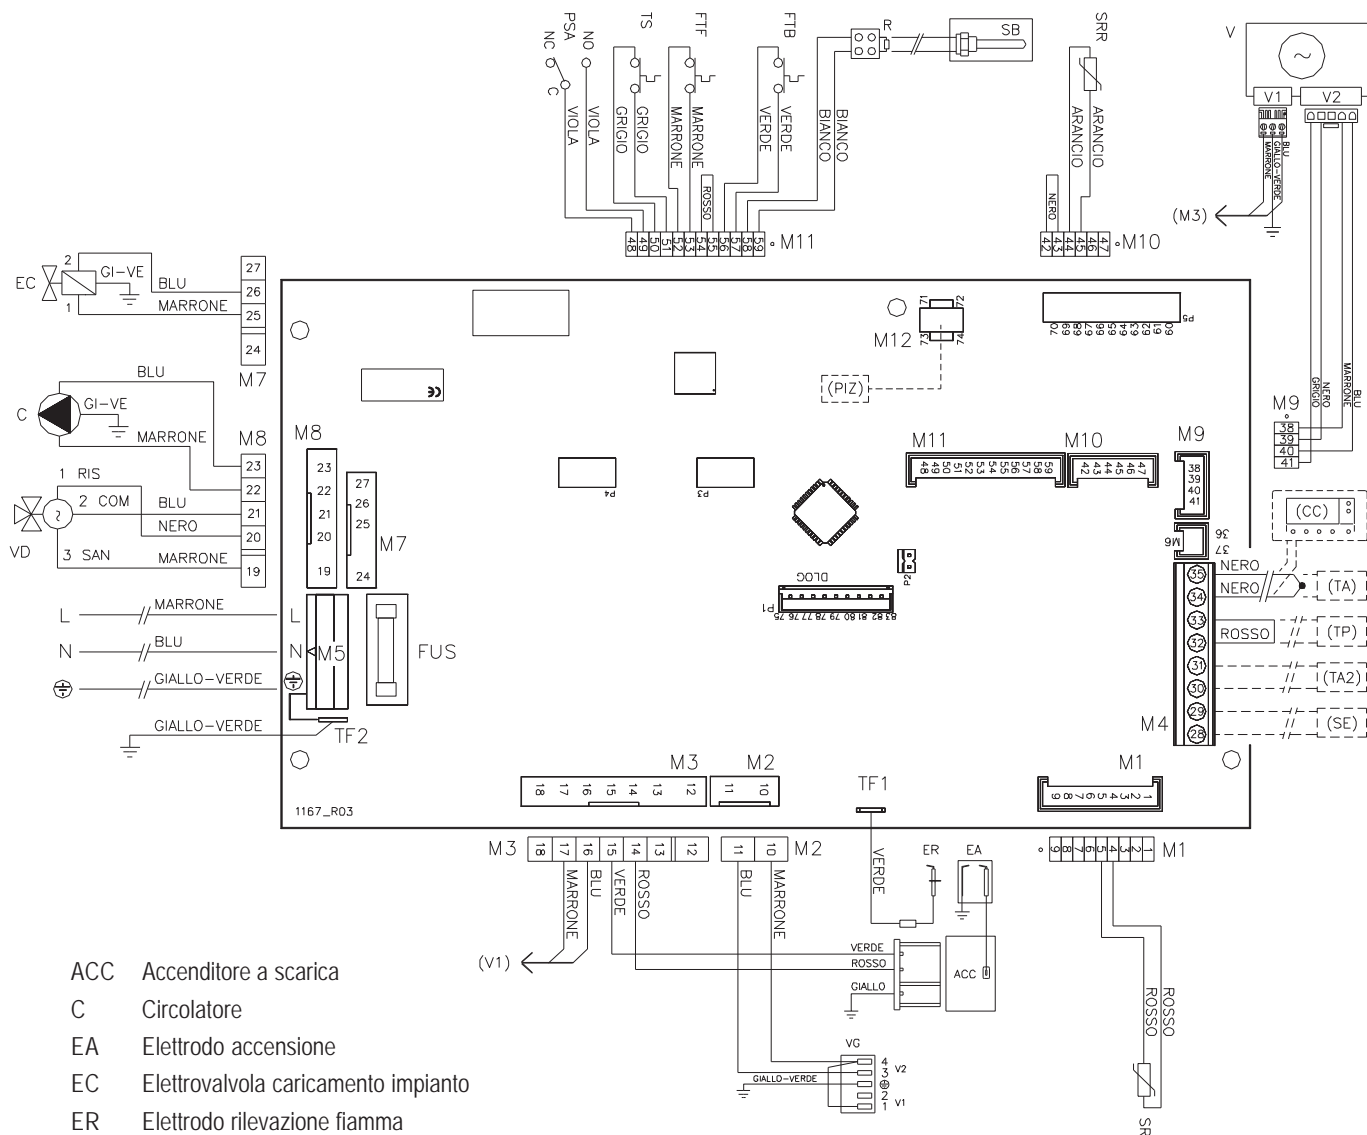 PSA
NC
NO
C
TS
FTF
FTB
R
SB
SRR
V
V1
V2
VIOLA
VIOLA
GRIGIO
GRIGIO
MARRONE
MARRONE
ROSSO
VERDE
VERDE
BIANCO
BIANCO
NERO
ARANCIO
ARANCIO
MARRONE
GIALLO-VERDE
BLU
(M3)
48 49 50 51 52 53 54 55 56 57 58 59
M11
42 43 44 45 46 47
M10
EC
2
GI-VE
BLU
1
MARRONE
27
26
25
24
M7
BLU
C
GI-VE
MARRONE
M8
23
22
21
20
19
1 RIS
2 COM
BLU
NERO
VD
3 SAN
MARRONE
L
MARRONE
N
BLU
GIALLO-VERDE
GIALLO-VERDE
CE
M8
23
22
21
20
19
27
26
25
24
M7
L
N
M5
FUS
TF2
1167_R03
P4
P3
71
72
73
74
M12
(PIZ)
70 69 68 67 66 65 64 63 62 61 60
P5
M11
48 49 50 51 52 53 54 55 56 57 58 59
M10
42 43 44 45 46 47
M9
38
39
40
41
M6
36
37
P2
DLOG
P1
75 76 77 78 79 80 81 82 83
GRIGIO
NERO
MARRONE
BLU
M9
38
39
40
41
(CC)
35
34
33
32
31
30
29
28
M4
NERO
NERO
ROSSO
(TA)
(TP)
(TA2)
(SE)
M3
18 17 16 15 14 13 12
M2
11 10
TF1
M1
9 8 7 6 5 4 3 2 1
M3
18 17 16 15 14 13 12
11 10
M2
9 8 7 6 5 4 3 2 1
M1
MARRONE
BLU
VERDE
ROSSO
BLU
MARRONE
VERDE
ER
EA
(V1)
VERDE
ROSSO
GIALLO
ACC
VG
4
3
2
1
V2
V1
GIALLO-VERDE
ROSSO
ROSSO
SR
ACC Accenditore a scarica
C Circolatore
EA Elettrodo accensione
EC Elettrovalvola caricamento impianto
ER Elettrodo rilevazione fiamma